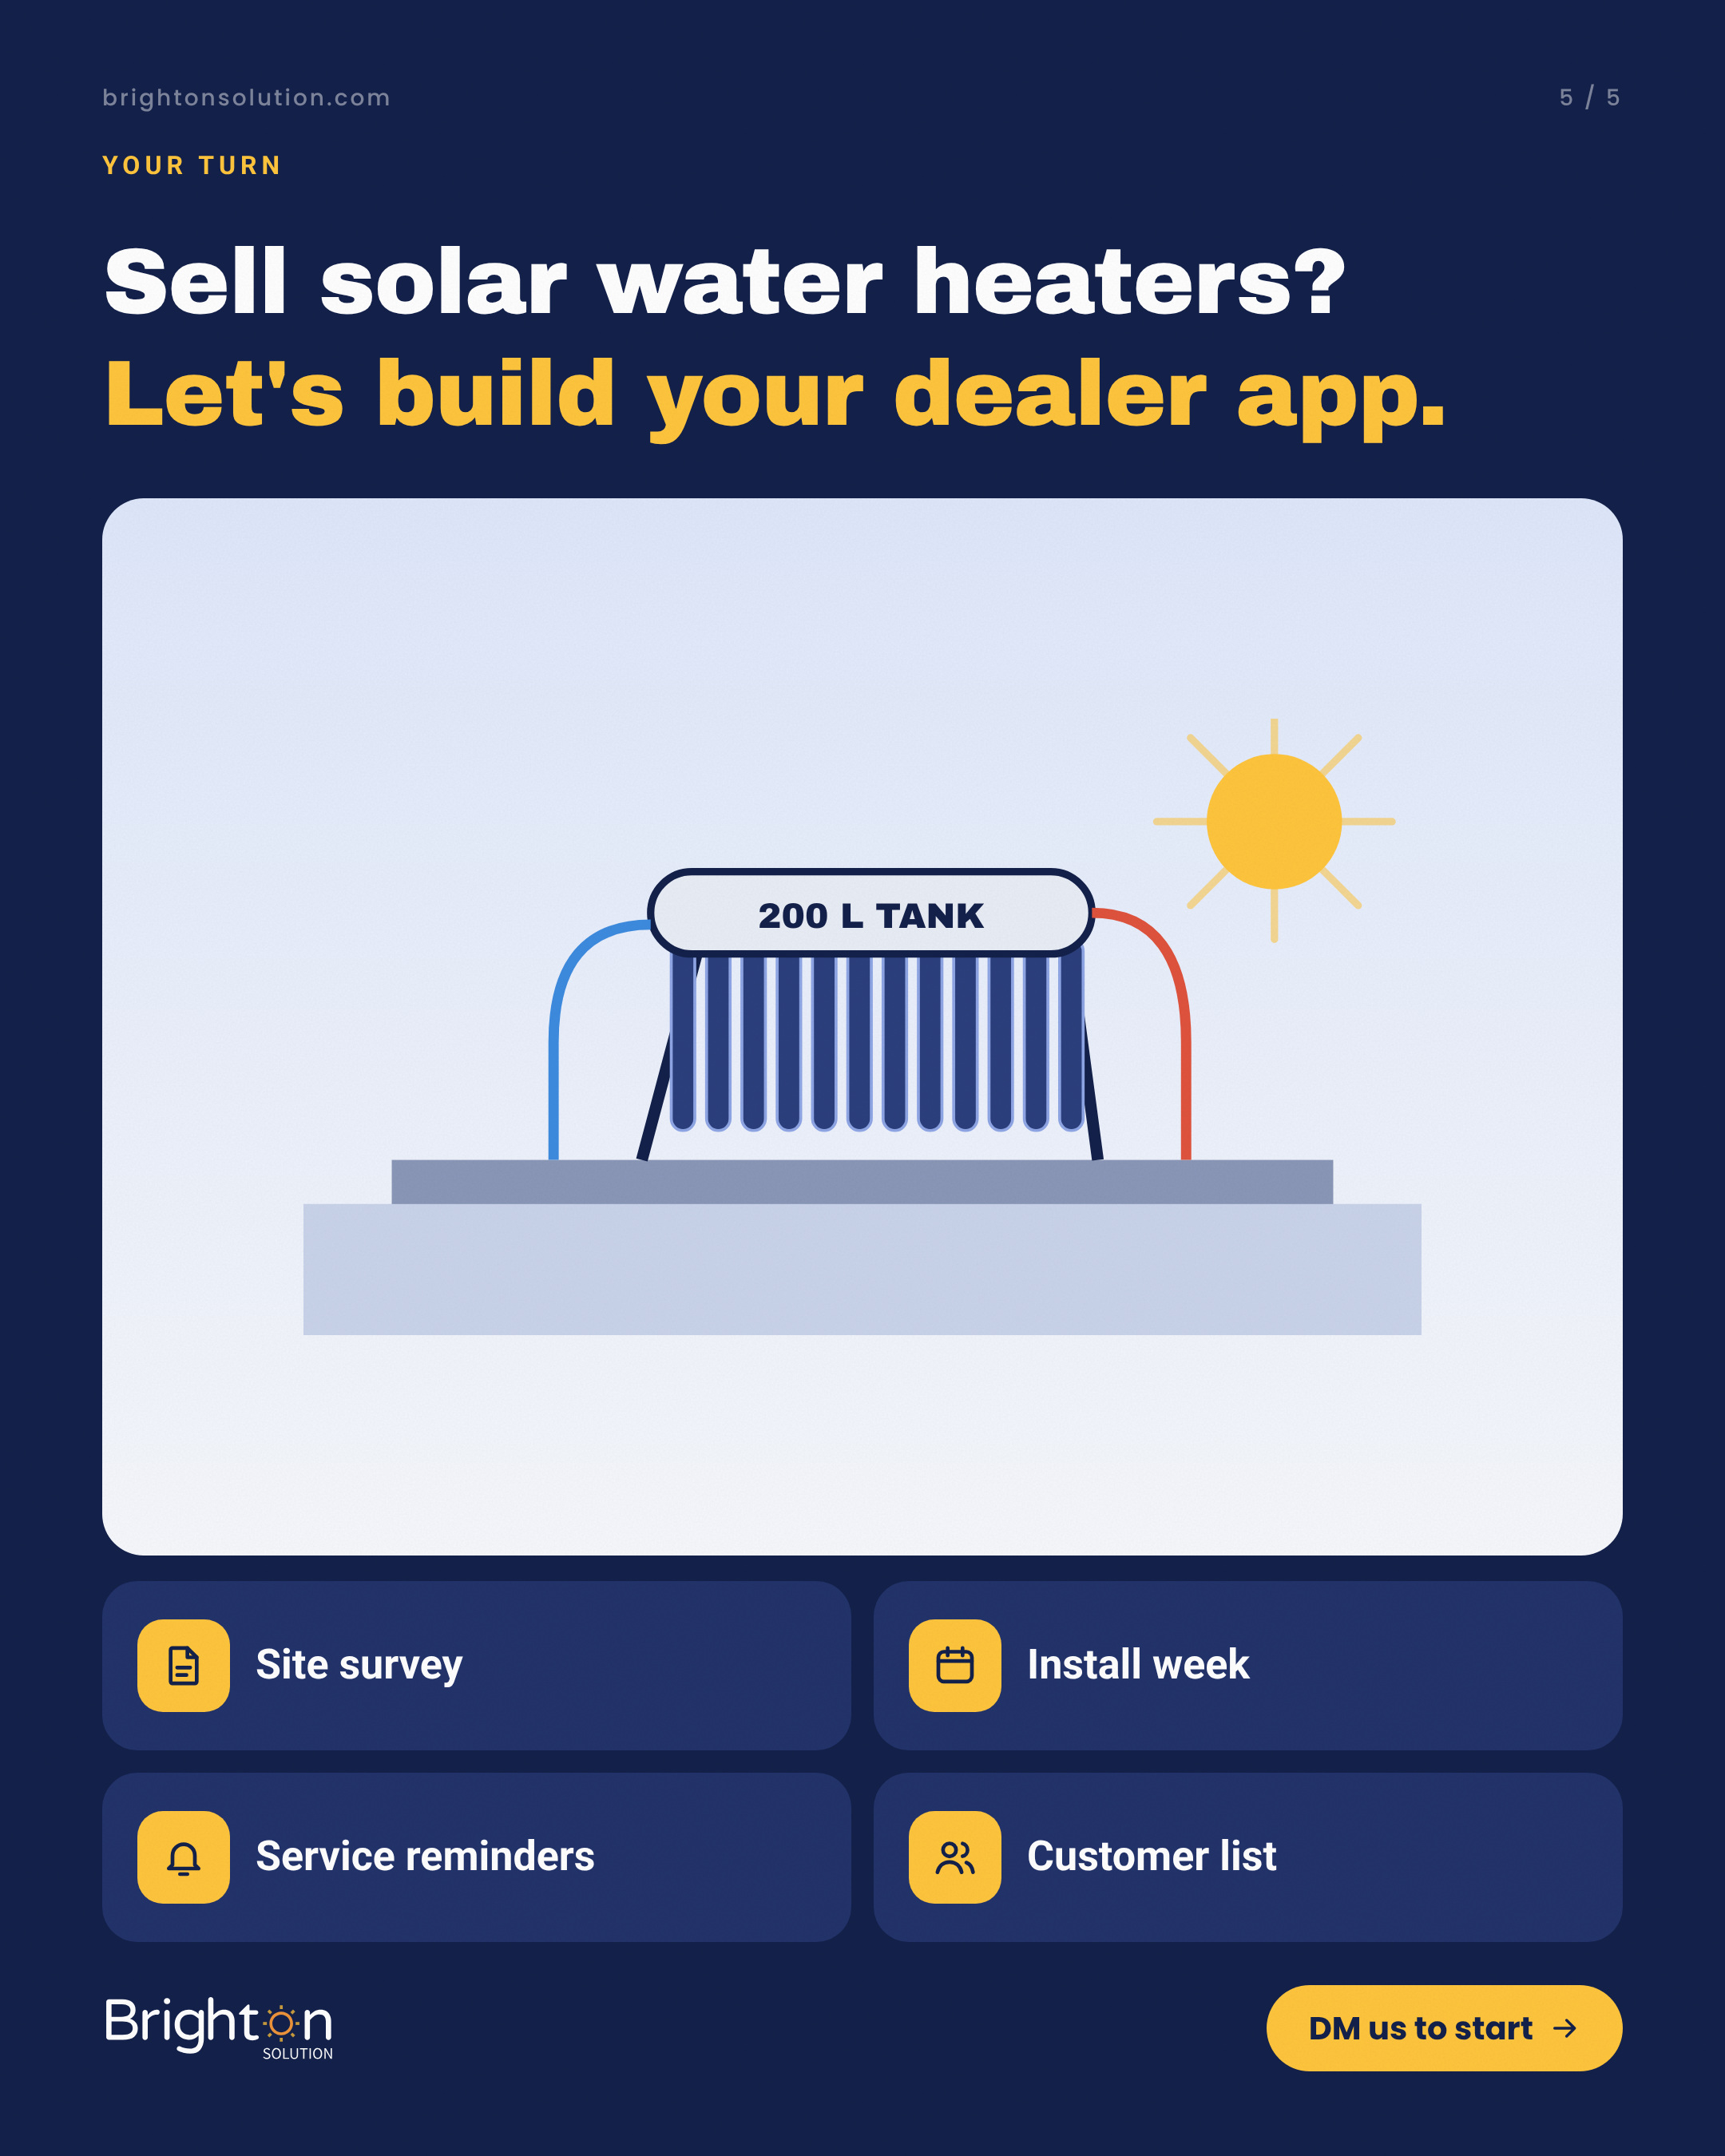 brightonsolution.com
5 / 5
YOUR TURN
Sell solar water heaters?
Let's build your dealer app.
200 L TANK
Site survey
Install week
Service reminders
Customer list
Brighton
SOLUTION
DM us to start →